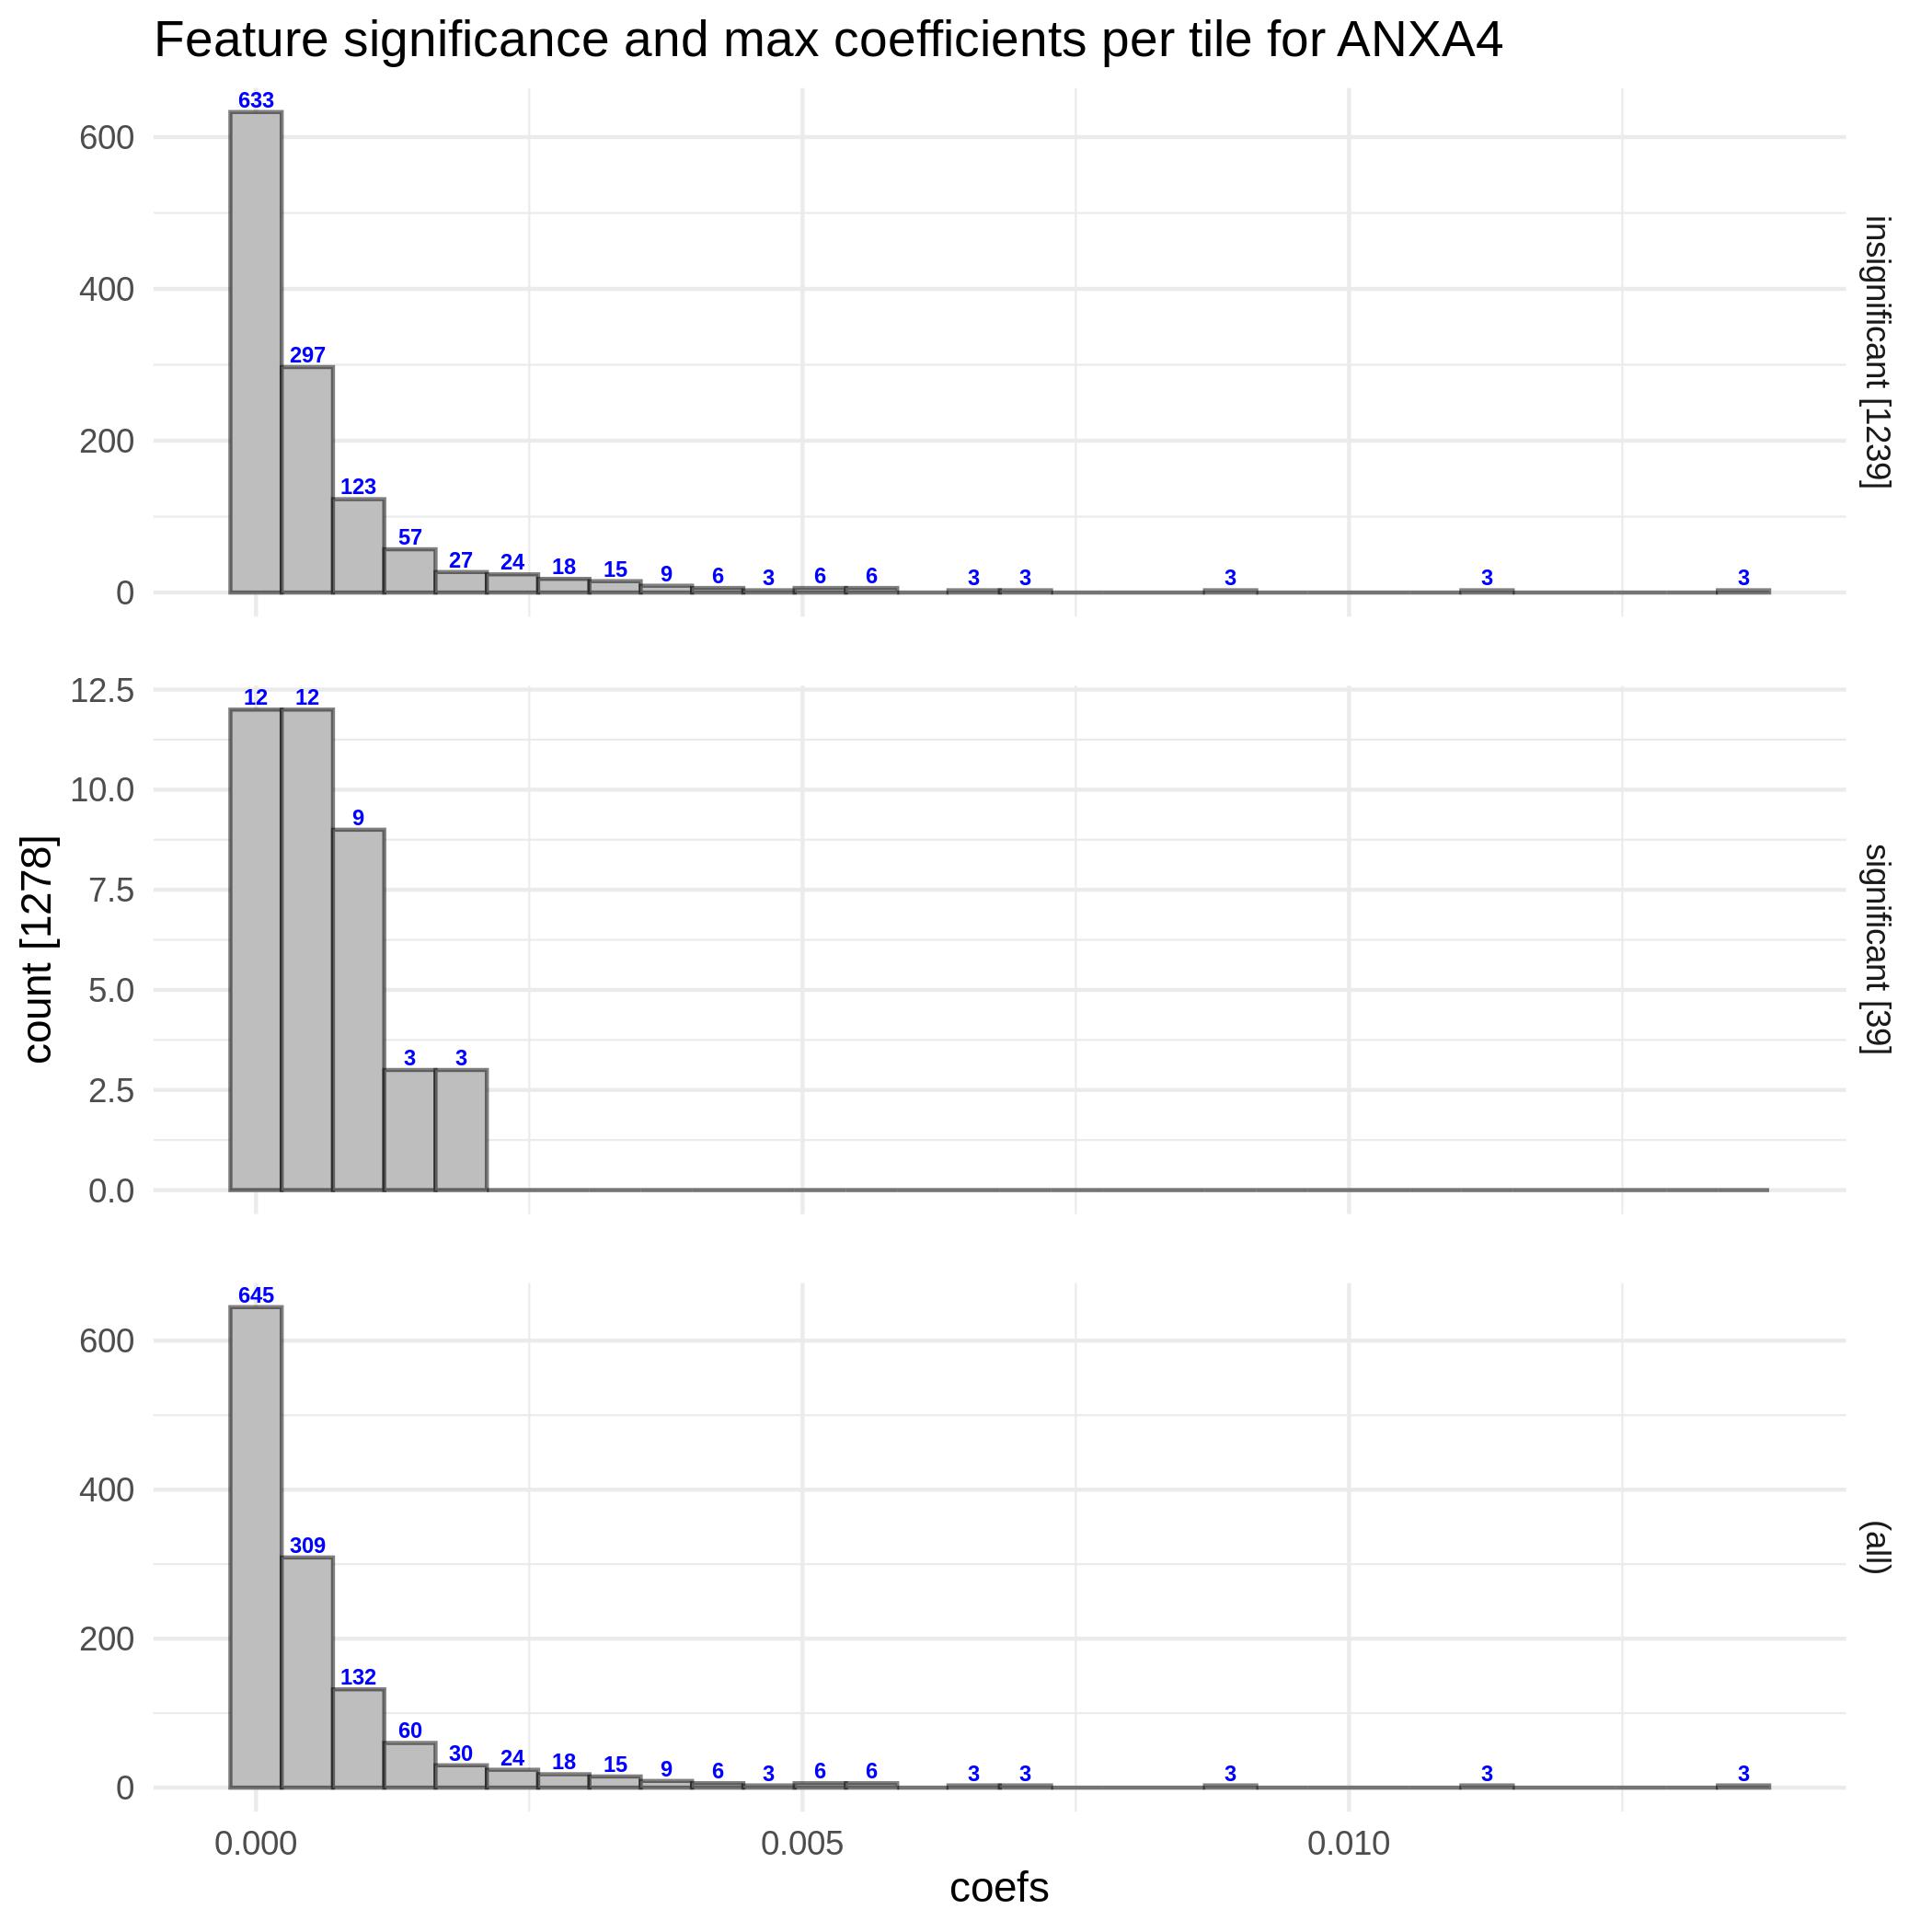 Feature significance and max coefficients per tile for ANXA4
633
600
297
400
200
123
57
27 24 18 15 9 6 3 6 6 3 3 3 3 3
0
insignificant [1239]
12.5
12 12
10.0
9
7.5
5.0
3 3
2.5
0.0
significant [39]
count [1278]
645
600
400
309
200
132
60
30 24 18 15 9 6 3 6 6 3 3 3 3 3
0
(all)
0.000 0.005 0.010
coefs